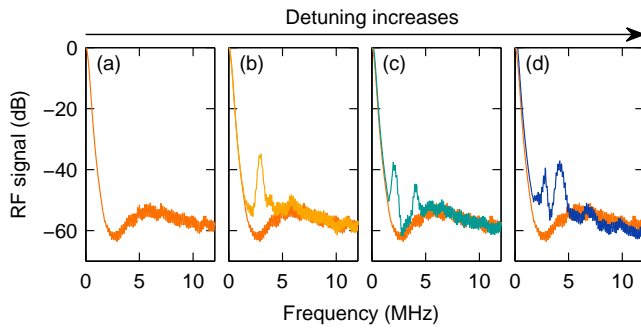 Detuning increases
(a) (b) (c) (d)
0
−20
−40
−60
RF signal (dB)
0 5 10 0 5 10 0 5 10 0 5 10
Frequency (MHz)